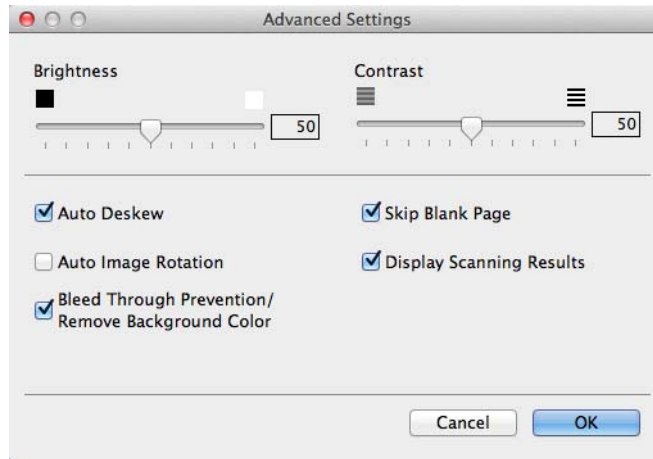 Advanced Settings
Brightness
Contrast
50
50
Auto Deskew
Skip Blank Page
Auto Image Rotation
Display Scanning Results
Bleed Through Prevention/
Remove Background Color
Cancel
OK